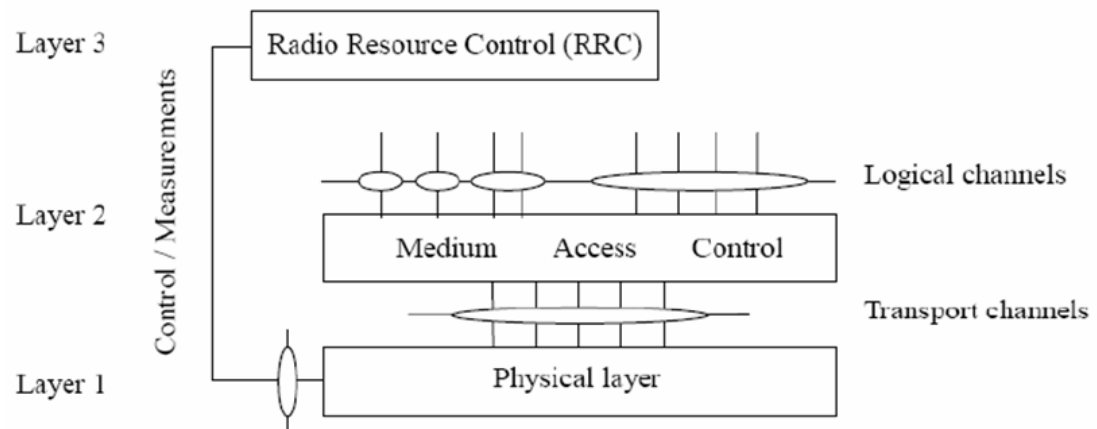 Layer 3
Radio Resource Control (RRC)
Control / Measurements
Logical channels
Layer 2
Medium Access Control
Transport channels
Layer 1
Physical layer